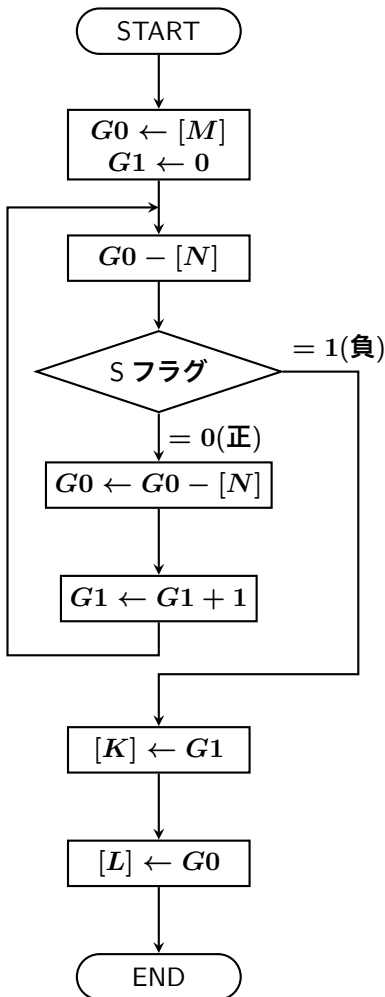 START
G0 ← [M]
G1 ← 0
G0 − [N]
S フラグ
= 1(負)
= 0(正)
G0 ← G0 − [N]
G1 ← G1 + 1
[K] ← G1
[L] ← G0
END